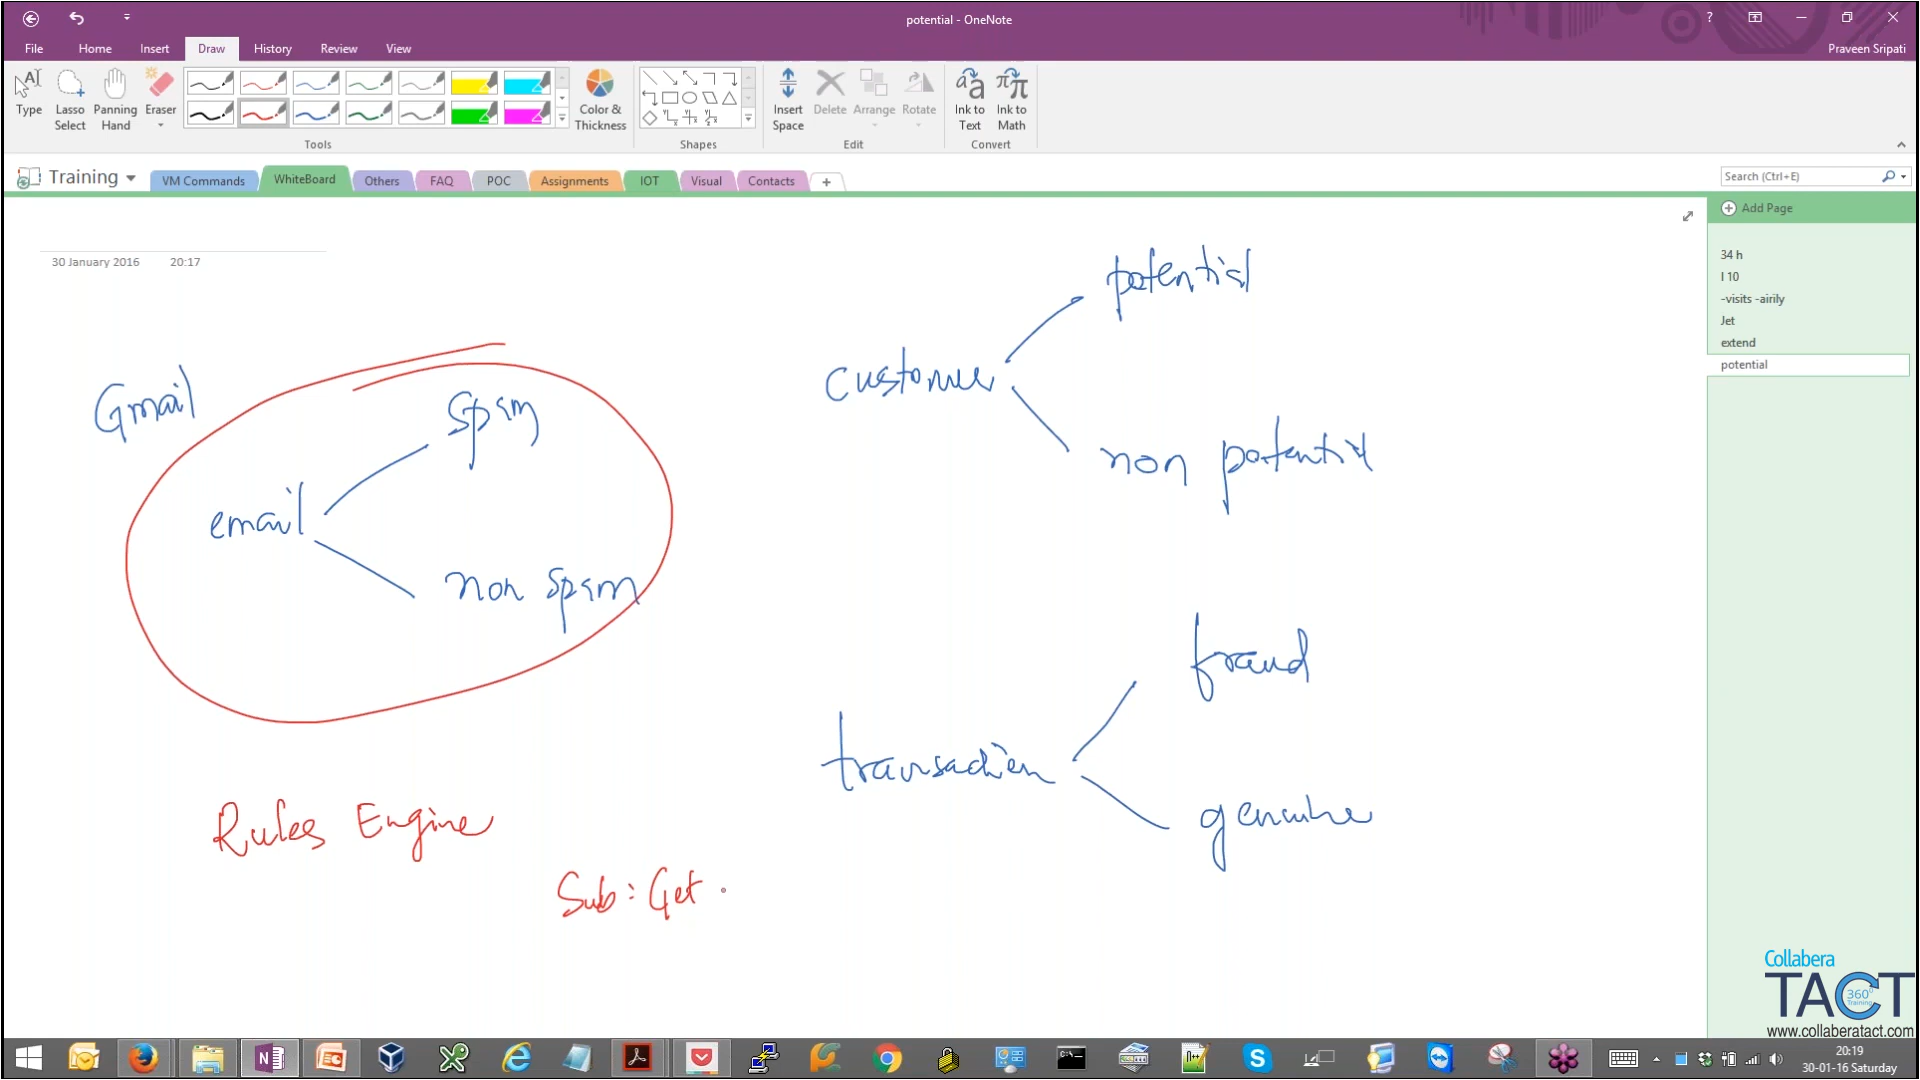 potential - OneNote
?
File Home Insert Draw History Review View
Praveen Sripati
Type
Lasso Select
Panning Hand
Eraser
Color & Thickness
Insert Space
Delete
Arrange
Rotate
Ink to Text
Ink to Math
Tools
Shapes
Edit
Convert
Training
VM Commands WhiteBoard Others FAQ POC Assignments IOT Visual Contacts +
Search (Ctrl+E)
Add Page
34 h
I 10
-visits -airily
Jet
extend
potential
30 January 2016 20:17
Gmail
email
Spam
non spam
customer
potential
non potential
transaction
fraud
genuine
Rules Engine
Sub : Get
Collabera
TACT
360°
Training
www.collaberatact.com
20:19
30-01-16 Saturday